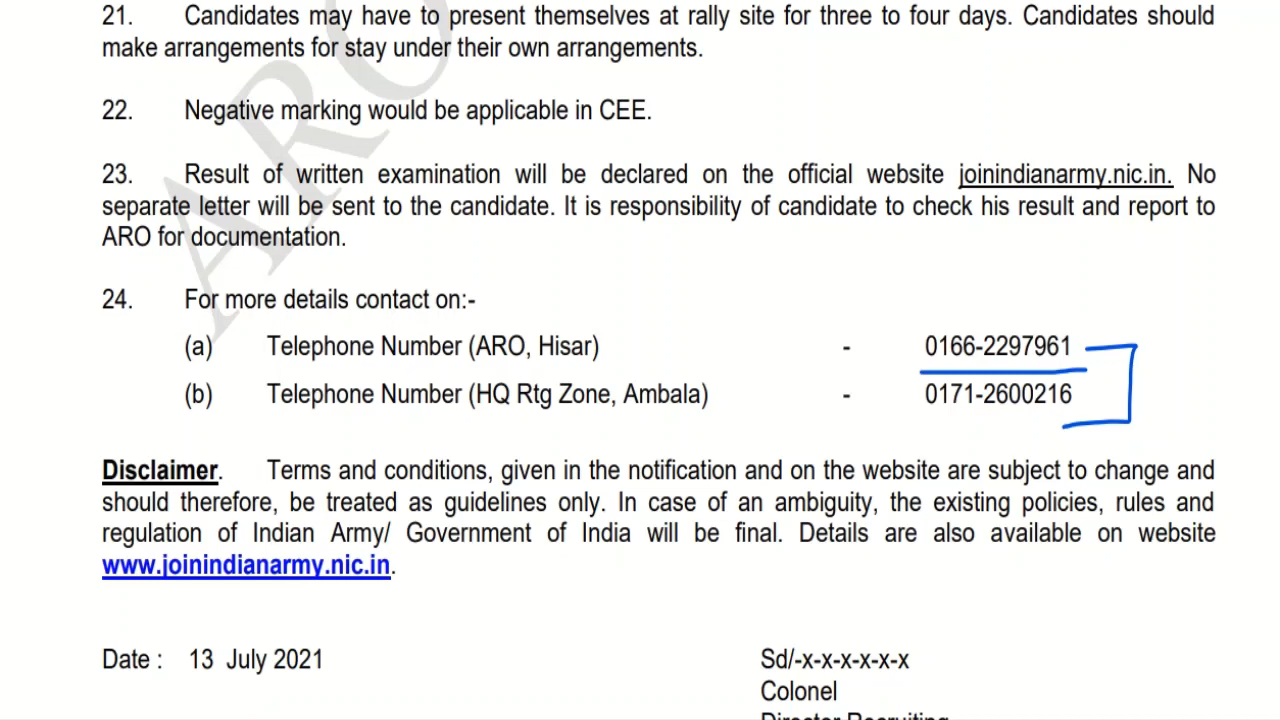 21. Candidates may have to present themselves at rally site for three to four days. Candidates should
make arrangements for stay under their own arrangements.
22. Negative marking would be applicable in CEE.
23. Result of written examination will be declared on the official website joinindianarmy.nic.in. No
separate letter will be sent to the candidate. It is responsibility of candidate to check his result and report to
ARO for documentation.
24. For more details contact on:-
(a) Telephone Number (ARO, Hisar) - 0166-2297961
(b) Telephone Number (HQ Rtg Zone, Ambala) - 0171-2600216
Disclaimer. Terms and conditions, given in the notification and on the website are subject to change and
should therefore, be treated as guidelines only. In case of an ambiguity, the existing policies, rules and
regulation of Indian Army/ Government of India will be final. Details are also available on website
www.joinindianarmy.nic.in.
Date : 13 July 2021 Sd/-x-x-x-x-x-x
Colonel
Director Recruiting
ARO